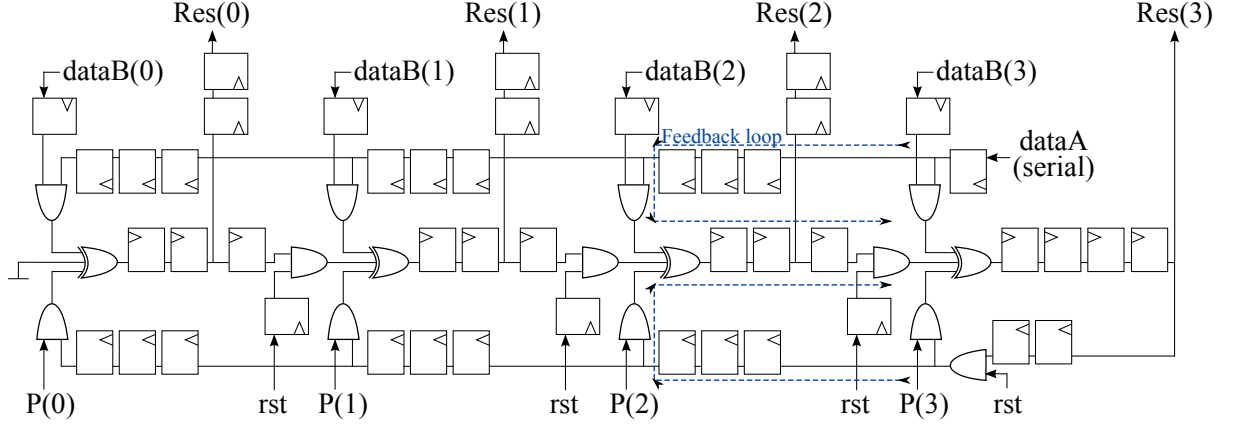 Res(0) Res(1) Res(2) Res(3)
dataB(0) dataB(1) dataB(2) dataB(3)
Feedback loop
dataA
(serial)
P(0) rst P(1) rst P(2) rst P(3) rst